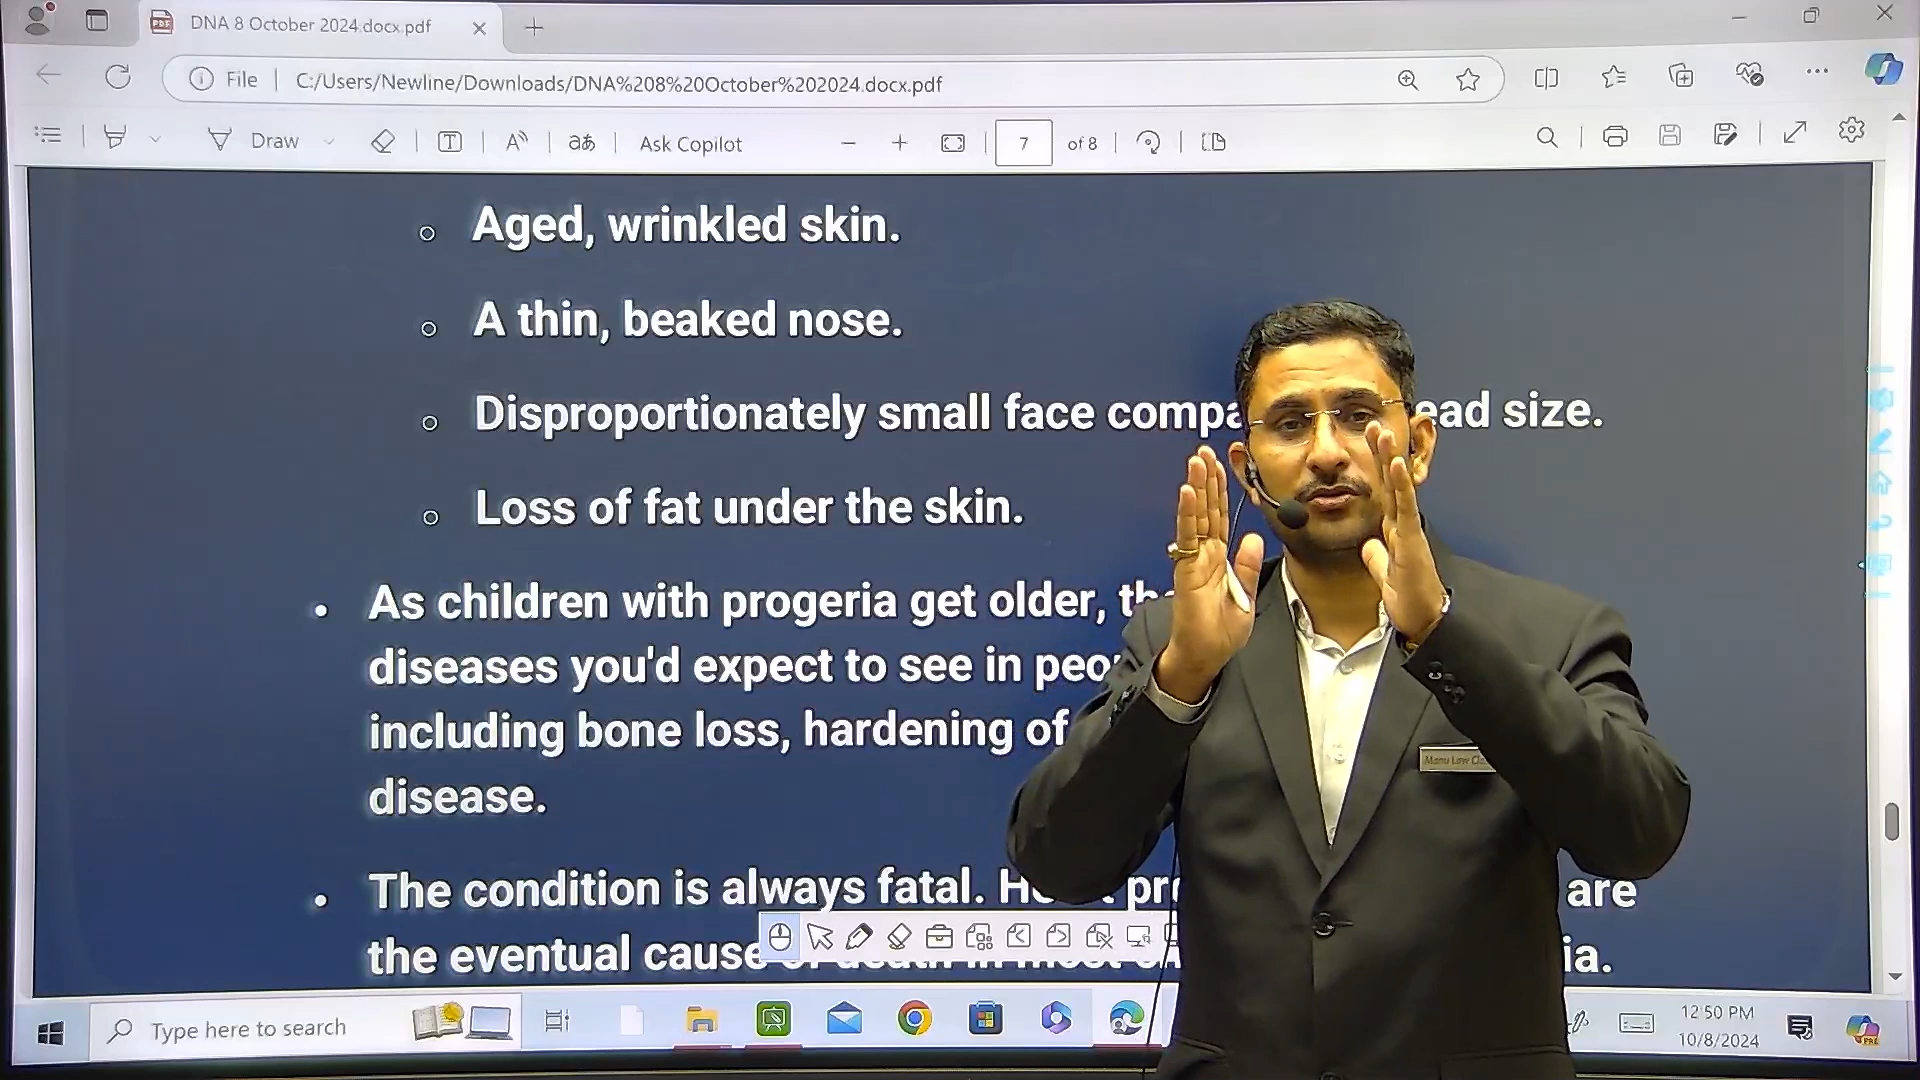 DNA 8 October 2024.docx.pdf
File
C:/Users/Newline/Downloads/DNA%208%20October%202024.docx.pdf
Draw
Ask Copilot
7
of 8
Aged, wrinkled skin.
A thin, beaked nose.
Disproportionately small face size.
Loss of fat under the skin.
As children with progeria get older,
diseases you'd expect to see in
including bone loss, hardening of
disease.
The condition is always fatal. are
the eventual cause
Type here to search
12:50 PM
10/8/2024
Manu Law